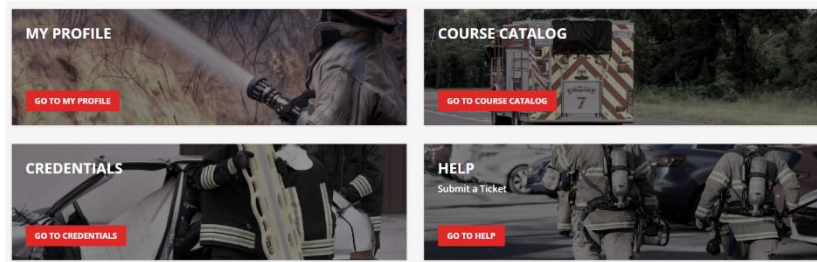 MY PROFILE
GO TO MY PROFILE
COURSE CATALOG
GO TO COURSE CATALOG
ENGINE
7
CREDENTIALS
GO TO CREDENTIALS
HELP
Submit a Ticket
GO TO HELP